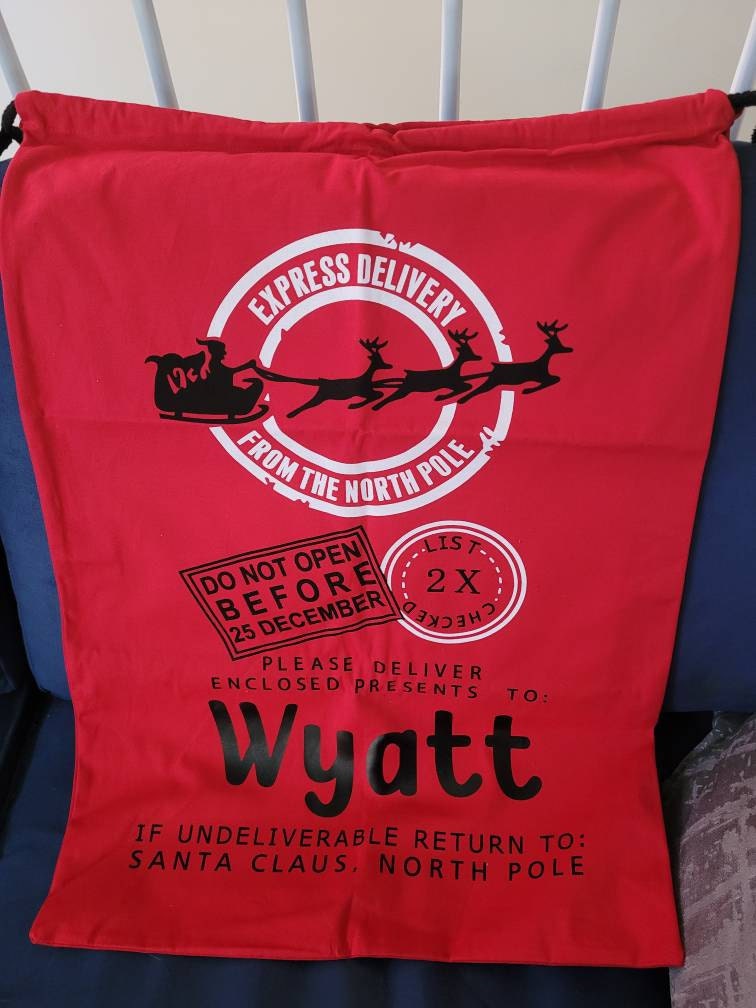 EXPRESS DELIVERY
FROM THE NORTH POLE
DO NOT OPEN
BEFORE
25 DECEMBER
LIST
2 X
CHECKED
PLEASE DELIVER
ENCLOSED PRESENTS TO:
Wyatt
IF UNDELIVERABLE RETURN TO:
SANTA CLAUS, NORTH POLE